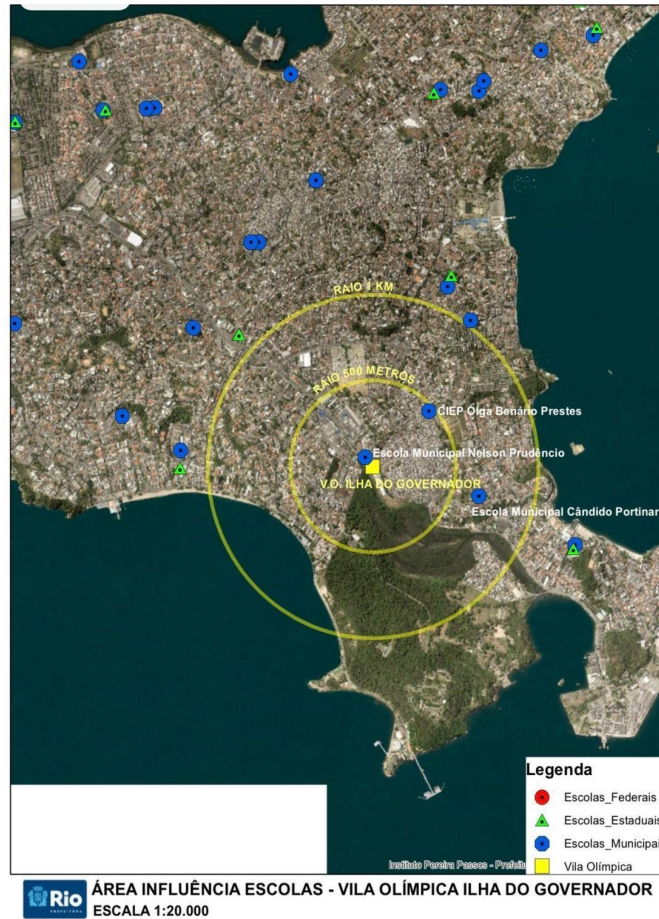 RAIO 1 KM
RAIO 500 METROS
CIEP Olga Benário Prestes
Escola Municipal Nelson Prudêncio
V.O. ILHA DO GOVERNADOR
Escola Municipal Cândido Portinar
Legenda
Escolas_Federais
Escolas_Estaduais
Escolas_Municipai
Vila Olímpica
Instituto Pereira Passos - Prefeitu
Rio
PREFEITURA
ÁREA INFLUÊNCIA ESCOLAS - VILA OLÍMPICA ILHA DO GOVERNADOR
ESCALA 1:20.000